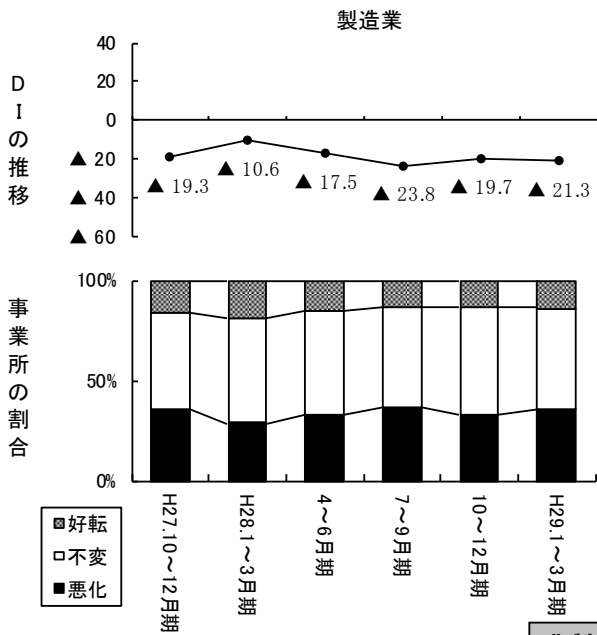 製造業
DIの推移
40
20
0
▲ 20
▲ 40
▲ 60
▲ 19.3
▲ 10.6
▲ 17.5
▲ 23.8
▲ 19.7
▲ 21.3
事業所の割合
100%
50%
0%
H27.10～12月期
H28.1～3月期
4～6月期
7～9月期
10～12月期
H29.1～3月期
好転
不変
悪化